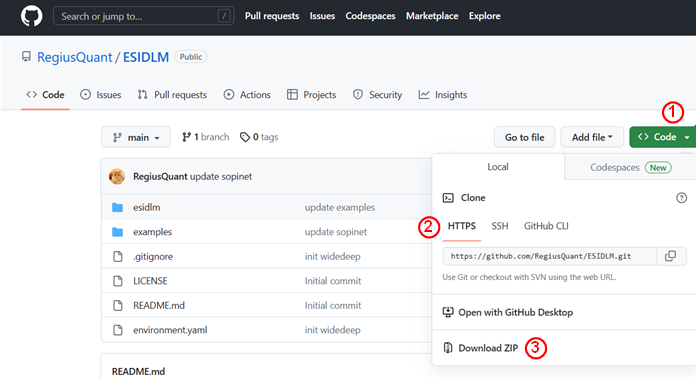 Search or jump to... /
Pull requests Issues Codespaces Marketplace Explore
RegiusQuant / ESIDLM Public
<> Code Issues Pull requests Actions Projects Security Insights
1
main 1 branch 0 tags Go to file Add file <> Code
RegiusQuant update sopinet
esidlm update examples
examples update sopinet
.gitignore init widedeep
LICENSE Initial commit
README.md Initial commit
environment.yaml init widedeep
README.md
Local Codespaces New
Clone ?
2 HTTPS SSH GitHub CLI
https://github.com/RegiusQuant/ESIDLM.git
Use Git or checkout with SVN using the web URL.
Open with GitHub Desktop
Download ZIP 3